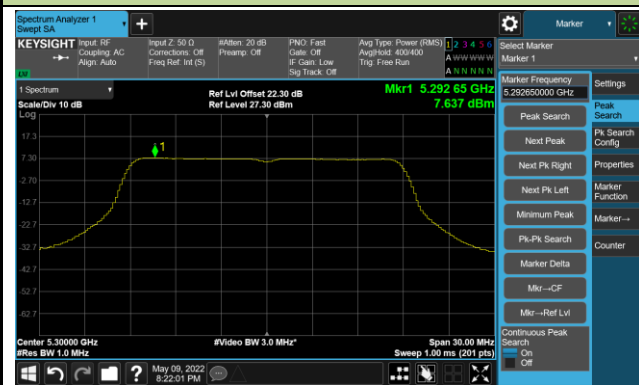 Spectrum Analyzer 1
Swept SA
Marker
KEYSIGHT Input: RF Input Z: 50 Ω #Atten: 20 dB PNO: Fast Avg Type: Power (RMS) 1 2 3 4 5 6
Coupling: AC Corrections: Off Preamp: Off Gate: Off Avg|Hold: 400/400 A W W W W W
Align: Auto Freq Ref: Int (S) IF Gain: Low Trig: Free Run
Sig Track: Off A N N N N N
Select Marker
Marker 1
1 Spectrum
Scale/Div 10 dB
Log
Ref Lvl Offset 22.30 dB
Ref Level 27.30 dBm
Mkr1 5.292 65 GHz
7.637 dBm
1
17.3
7.30
-2.70
-12.7
-22.7
-32.7
-42.7
-52.7
-62.7
Center 5.30000 GHz #Video BW 3.0 MHz* Span 30.00 MHz
#Res BW 1.0 MHz Sweep 1.00 ms (201 pts)
Marker Frequency
5.292650000 GHz
Peak Search
Next Peak
Next Pk Right
Next Pk Left
Minimum Peak
Pk-Pk Search
Marker Delta
Mkr→CF
Mkr→Ref Lvl
Continuous Peak
Search
On
Off
Settings
Peak
Search
Pk Search
Config
Properties
Marker
Function
Marker→
Counter
? May 09, 2022
8:22:01 PM